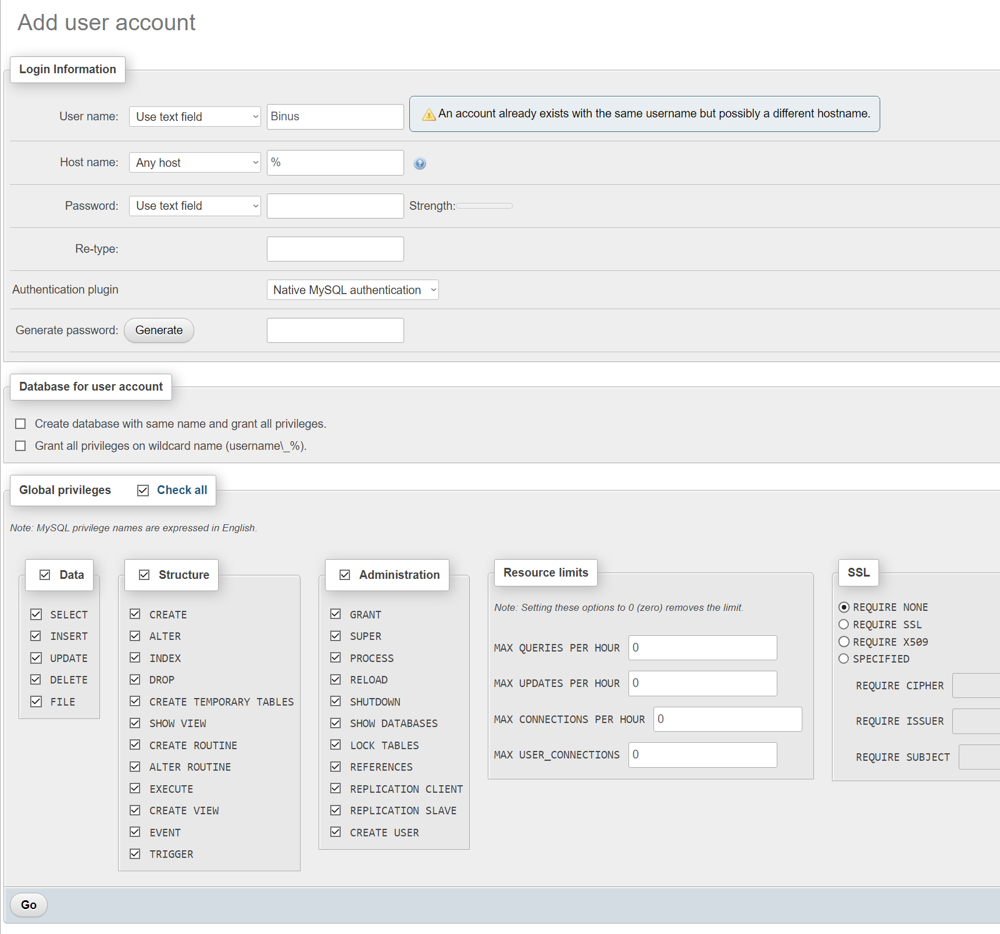 Add user account
Login Information
User name: Use text field Binus An account already exists with the same username but possibly a different hostname.
Host name: Any host %
Password: Use text field Strength:
Re-type:
Authentication plugin Native MySQL authentication
Generate password: Generate
Database for user account
Create database with same name and grant all privileges.
Grant all privileges on wildcard name (username\_%).
Global privileges Check all
Note: MySQL privilege names are expressed in English.
Data
SELECT
INSERT
UPDATE
DELETE
FILE
Structure
CREATE
ALTER
INDEX
DROP
CREATE TEMPORARY TABLES
SHOW VIEW
CREATE ROUTINE
ALTER ROUTINE
EXECUTE
CREATE VIEW
EVENT
TRIGGER
Administration
GRANT
SUPER
PROCESS
RELOAD
SHUTDOWN
SHOW DATABASES
LOCK TABLES
REFERENCES
REPLICATION CLIENT
REPLICATION SLAVE
CREATE USER
Resource limits
Note: Setting these options to 0 (zero) removes the limit.
MAX QUERIES PER HOUR 0
MAX UPDATES PER HOUR 0
MAX CONNECTIONS PER HOUR 0
MAX USER_CONNECTIONS 0
SSL
REQUIRE NONE
REQUIRE SSL
REQUIRE X509
SPECIFIED
REQUIRE CIPHER
REQUIRE ISSUER
REQUIRE SUBJECT
Go